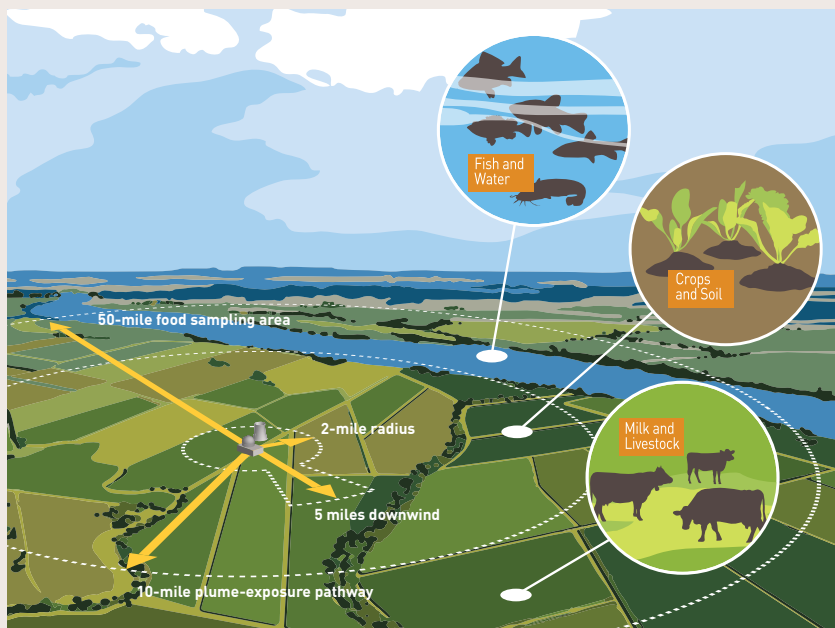 Fish and
Water
Crops
and Soil
50-mile food sampling area
2-mile radius
Milk and
Livestock
5 miles downwind
10-mile plume-exposure pathway